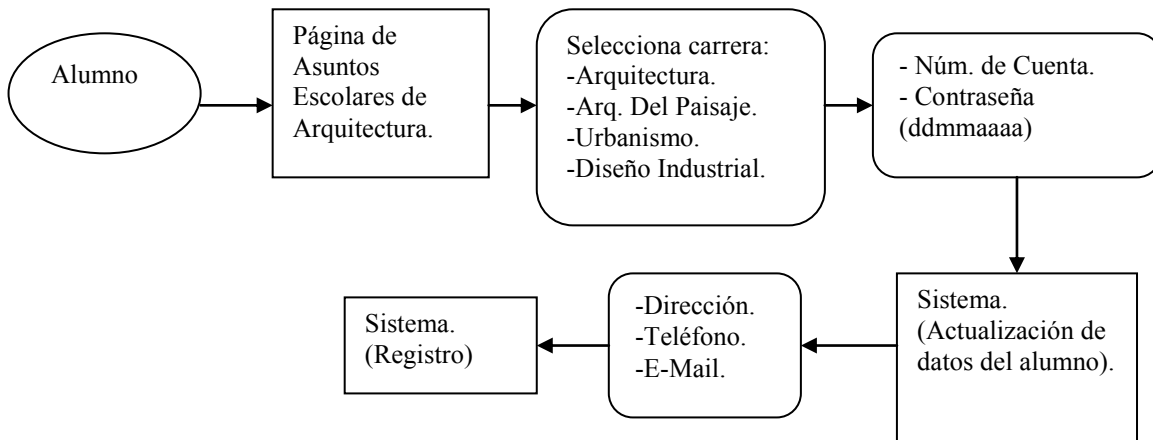 Alumno
Página de
Asuntos
Escolares de
Arquitectura.
Selecciona carrera:
-Arquitectura.
-Arq. Del Paisaje.
-Urbanismo.
-Diseño Industrial.
- Núm. de Cuenta.
- Contraseña
(ddmmaaaa)
Sistema.
(Actualización de
datos del alumno).
-Dirección.
-Teléfono.
-E-Mail.
Sistema.
(Registro)